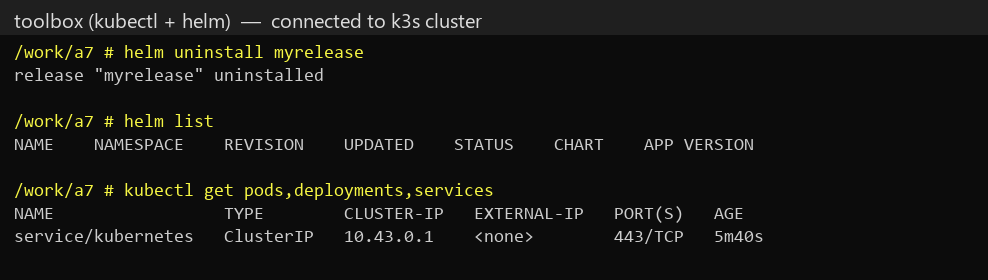 toolbox (kubectl + helm)  —  connected to k3s cluster
/work/a7 # helm uninstall myrelease
release "myrelease" uninstalled
/work/a7 # helm list
NAME    NAMESPACE    REVISION    UPDATED    STATUS    CHART    APP VERSION
/work/a7 # kubectl get pods,deployments,services
NAME                 TYPE        CLUSTER-IP   EXTERNAL-IP   PORT(S)   AGE
service/kubernetes   ClusterIP   10.43.0.1    <none>        443/TCP   5m40s